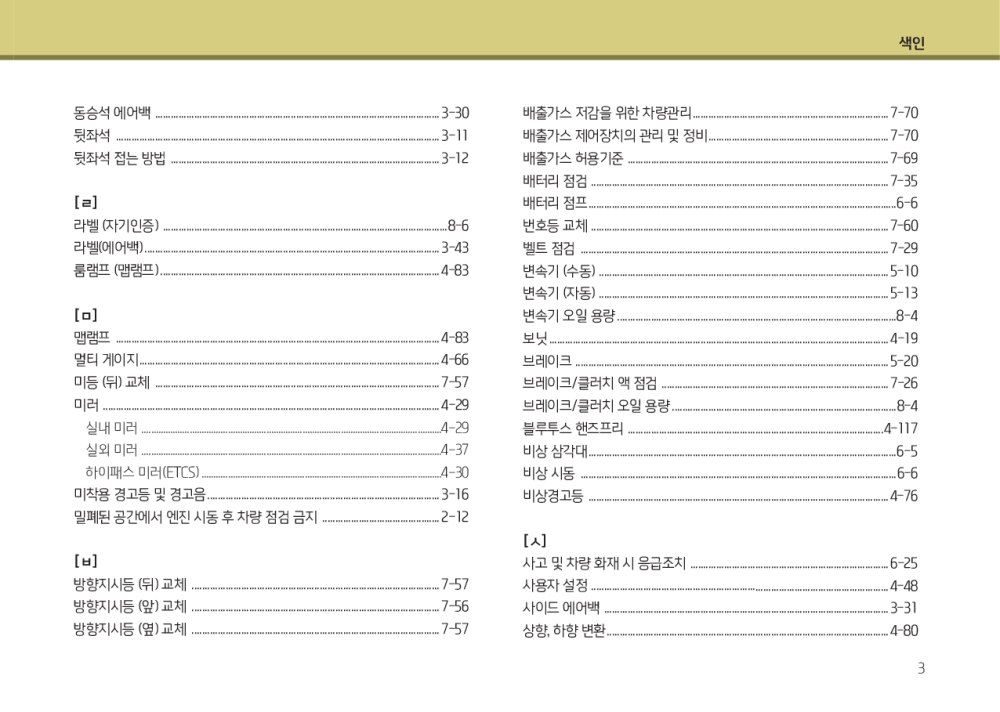 색인
동승석 에어백 3-30
뒷좌석 3-11
뒷좌석 접는 방법 3-12
[ㄹ]
라벨 (자기인증) 8-6
라벨(에어백) 3-43
룸램프 (맵램프) 4-83
[ㅁ]
맵램프 4-83
멀티 게이지 4-66
미등 (뒤) 교체 7-57
미러 4-29
실내 미러 4-29
실외 미러 4-37
하이패스 미러(ETCS) 4-30
미착용 경고등 및 경고음 3-16
밀폐된 공간에서 엔진 시동 후 차량 점검 금지 2-12
[ㅂ]
방향지시등 (뒤) 교체 7-57
방향지시등 (앞) 교체 7-56
방향지시등 (옆) 교체 7-57
배출가스 저감을 위한 차량관리 7-70
배출가스 제어장치의 관리 및 정비 7-70
배출가스 허용기준 7-69
배터리 점검 7-35
배터리 점프 6-6
번호등 교체 7-60
벨트 점검 7-29
변속기 (수동) 5-10
변속기 (자동) 5-13
변속기 오일 용량 8-4
보닛 4-19
브레이크 5-20
브레이크/클러치 액 점검 7-26
브레이크/클러치 오일 용량 8-4
블루투스 핸즈프리 4-117
비상 삼각대 6-5
비상 시동 6-6
비상경고등 4-76
[ㅅ]
사고 및 차량 화재 시 응급조치 6-25
사용자 설정 4-48
사이드 에어백 3-31
상향, 하향 변환 4-80
3